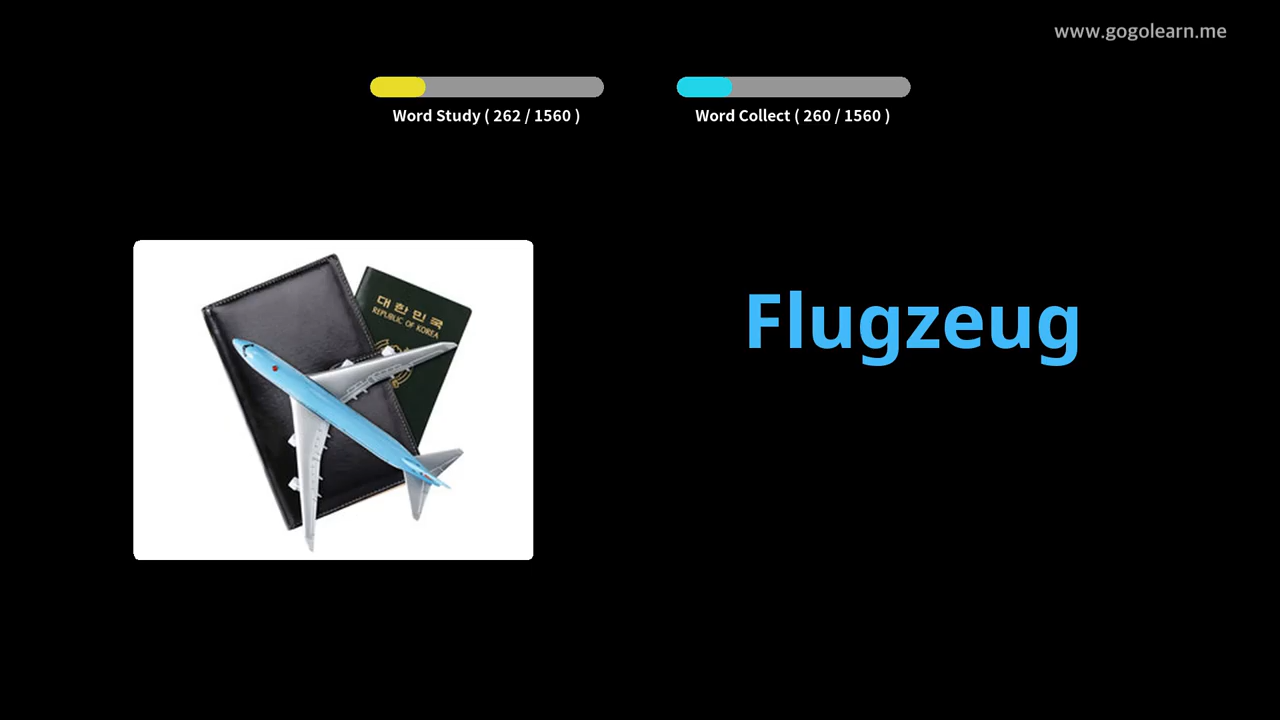 www.gogolearn.me
Word Study ( 262 / 1560 )
Word Collect ( 260 / 1560 )
대한민국
REPUBLIC OF KOREA
Flugzeug